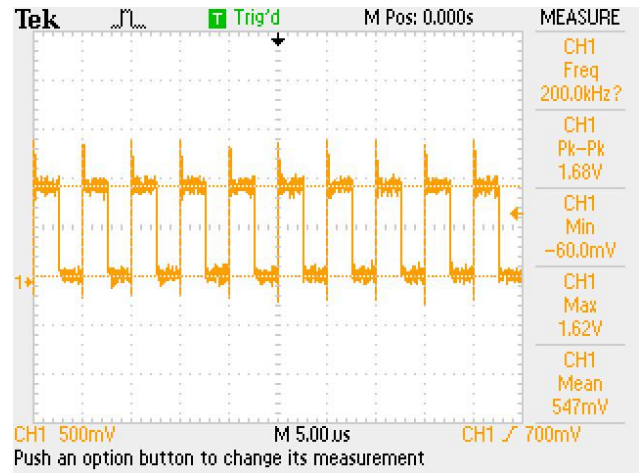 Tek T Trig'd M Pos: 0.000s MEASURE
CH1
Freq
200.0kHz?
CH1
Pk-Pk
1.68V
CH1
Min
-60.0mV
CH1
Max
1.62V
CH1
Mean
547mV
1
CH1 500mV M 5.00us CH1 700mV
Push an option button to change its measurement